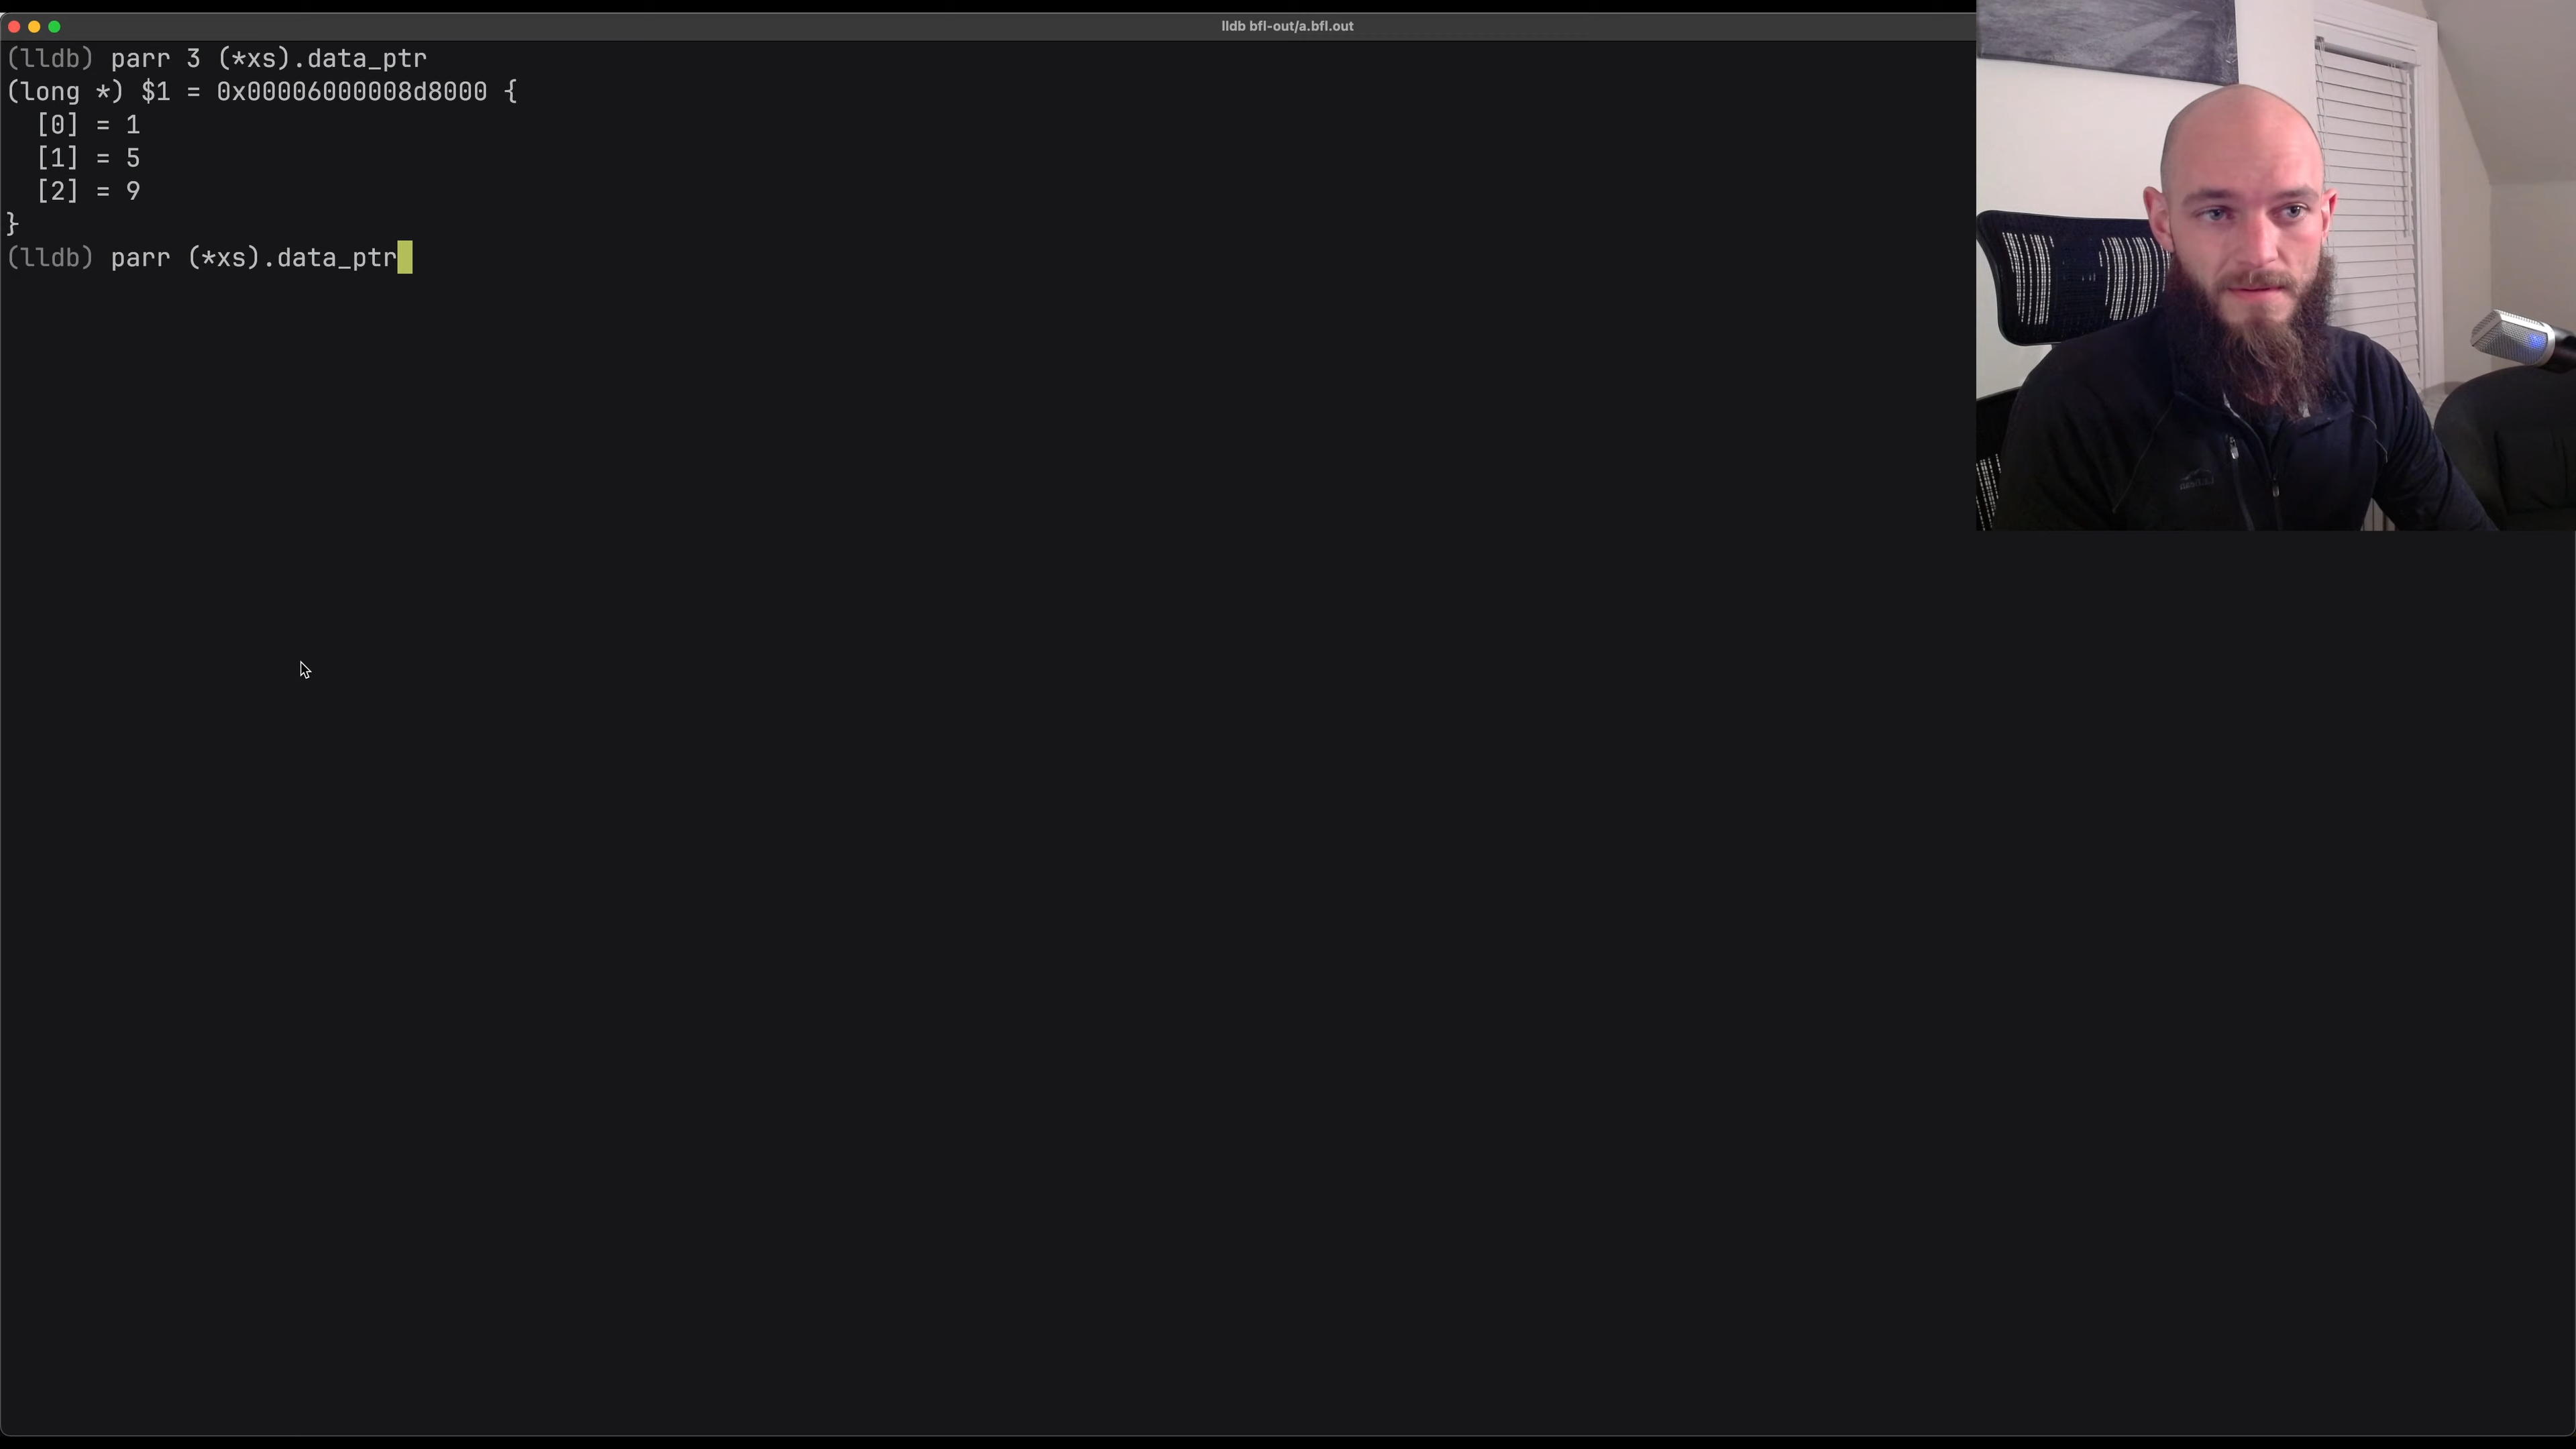 lldb bfl-out/a.bfl.out
(lldb) parr 3 (*xs).data_ptr
(long *) $1 = 0x00006000008d8000 {
  [0] = 1
  [1] = 5
  [2] = 9
}
(lldb) parr (*xs).data_ptr